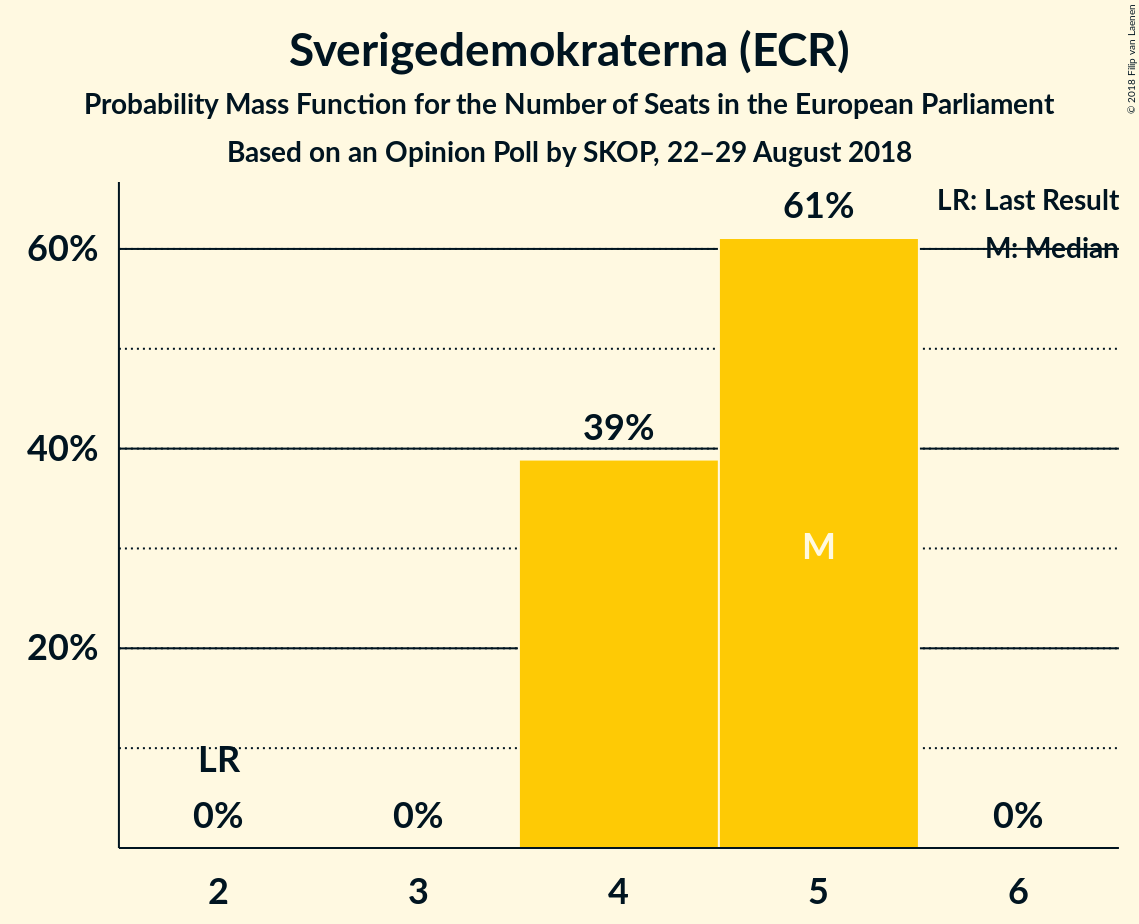 Sverigedemokraterna (ECR)
Probability Mass Function for the Number of Seats in the European Parliament
Based on an Opinion Poll by SKOP, 22–29 August 2018
© 2018 Filip van Laenen
LR: Last Result
M: Median
61%
60%
39%
40%
M
20%
LR
0%
0%
0%
2
3
4
5
6